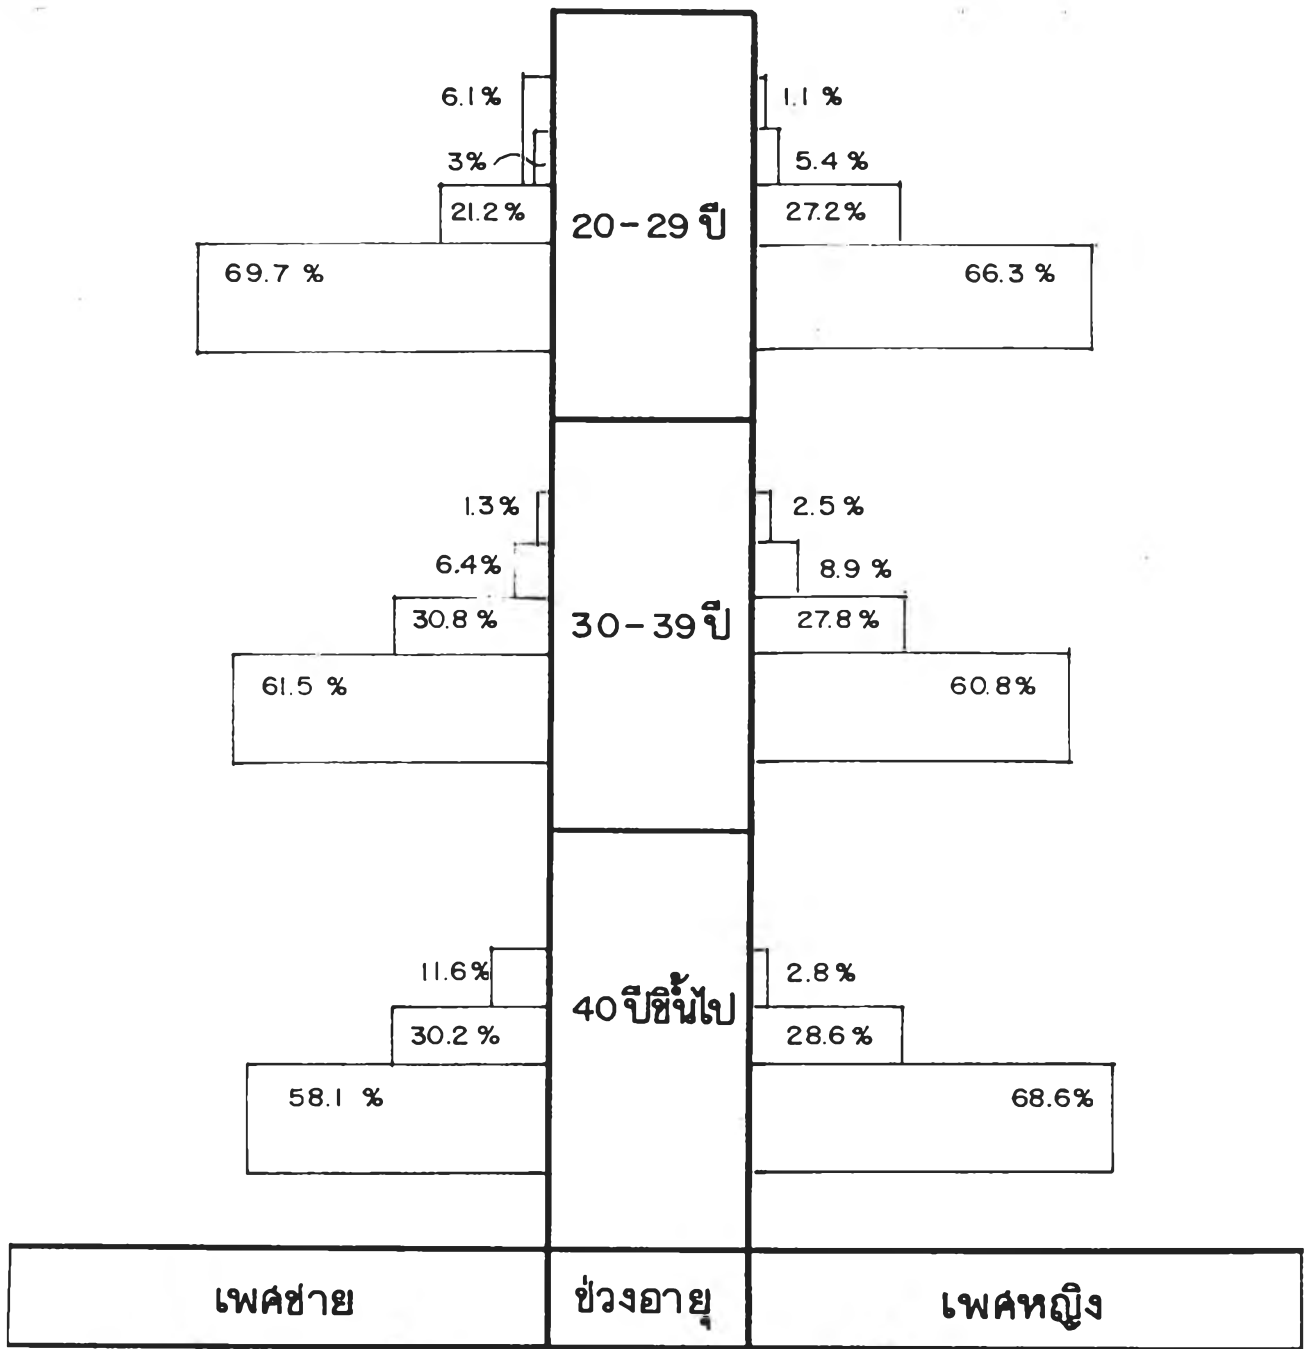 6.1% 1.1 %
3% 5.4 %
21.2% 20-29 ปี 27.2%
69.7 % 66.3 %
1.3% 2.5 %
6.4% 8.9 %
30.8% 30-39 ปี 27.8%
61.5 % 60.8%
11.6% 40 ปีขึ้นไป 2.8%
30.2 % 28.6 %
58.1 % 68.6%
เพศชาย ช่วงอายุ เพศหญิง